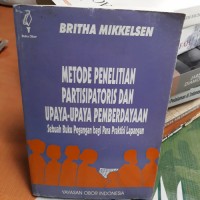 BRITHA MIKKELSEN
METODE PENELITIAN
PARTISIPATORIS DAN
UPAYA-UPAYA PEMBERDAYAAN
Sebuah Buku Pegangan bagi Para Praktisi Lapangan
YAYASAN OBOR INDONESIA